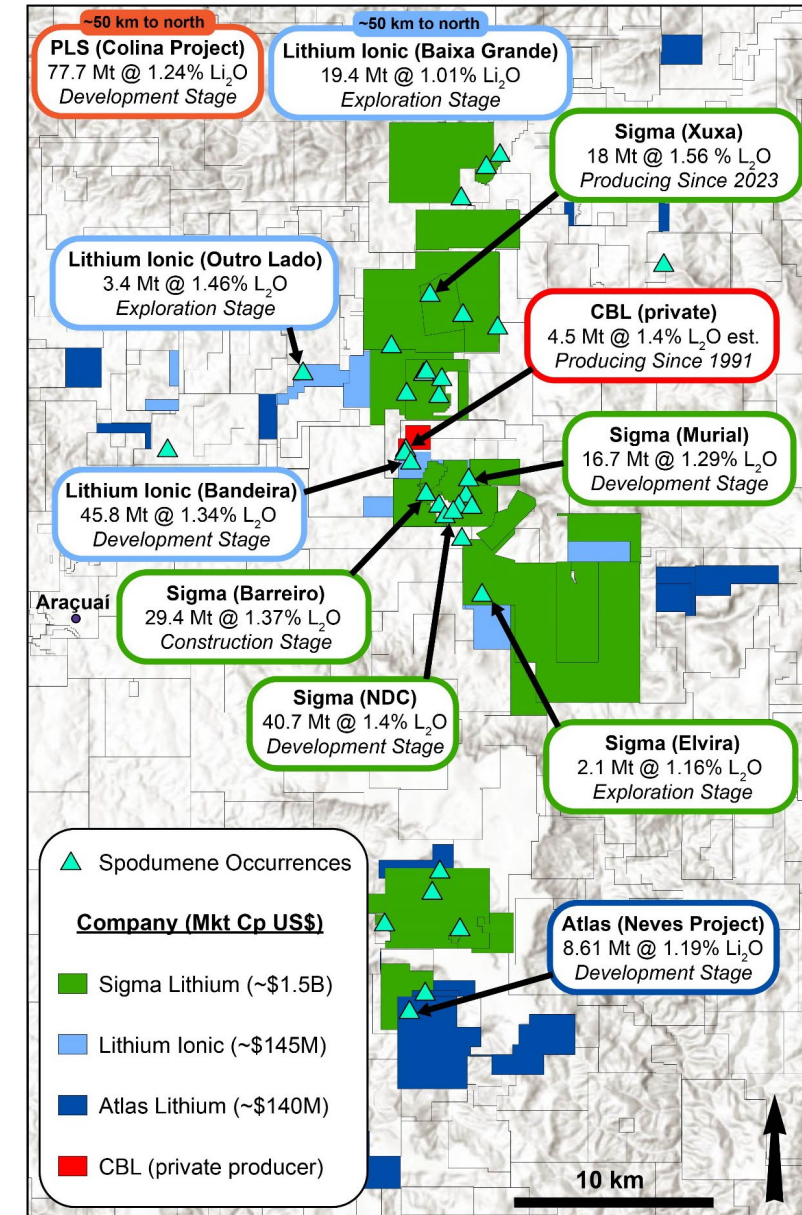 ~50 km to north
PLS (Colina Project)
77.7 Mt @ 1.24% Li₂O
Development Stage
~50 km to north
Lithium Ionic (Baixa Grande)
19.4 Mt @ 1.01% Li₂O
Exploration Stage
Sigma (Xuxa)
18 Mt @ 1.56 % L₂O
Producing Since 2023
Lithium Ionic (Outro Lado)
3.4 Mt @ 1.46% L₂O
Exploration Stage
CBL (private)
4.5 Mt @ 1.4% L₂O est.
Producing Since 1991
Sigma (Murial)
16.7 Mt @ 1.29% L₂O
Development Stage
Lithium Ionic (Bandeira)
45.8 Mt @ 1.34% L₂O
Development Stage
Araçuaí
Sigma (Barreiro)
29.4 Mt @ 1.37% L₂O
Construction Stage
Sigma (NDC)
40.7 Mt @ 1.4% L₂O
Development Stage
Sigma (Elvira)
2.1 Mt @ 1.16% L₂O
Exploration Stage
Spodumene Occurrences
Company (Mkt Cp US$)
Sigma Lithium (~$1.5B)
Lithium Ionic (~$145M)
Atlas Lithium (~$140M)
CBL (private producer)
Atlas (Neves Project)
8.61 Mt @ 1.19% Li₂O
Development Stage
10 km